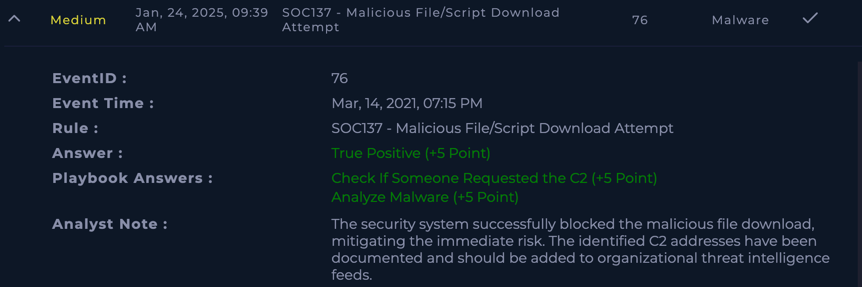 Medium
Jan, 24, 2025, 09:39
AM
SOC137 - Malicious File/Script Download
Attempt
76
Malware
EventID :
76
Event Time :
Mar, 14, 2021, 07:15 PM
Rule :
SOC137 - Malicious File/Script Download Attempt
Answer :
True Positive (+5 Point)
Playbook Answers :
Check If Someone Requested the C2 (+5 Point)
Analyze Malware (+5 Point)
Analyst Note :
The security system successfully blocked the malicious file download,
mitigating the immediate risk. The identified C2 addresses have been
documented and should be added to organizational threat intelligence
feeds.